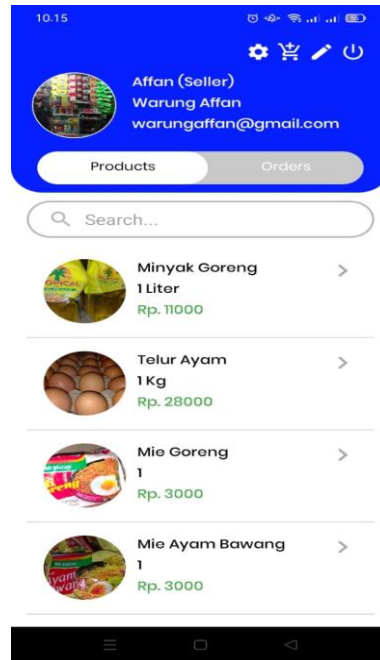 10.15
Affan (Seller)
Warung Affan
warungaffan@gmail.com
Products
Orders
Search...
Minyak Goreng
1 Liter
Rp. 11000
Telur Ayam
1 Kg
Rp. 28000
Mie Goreng
1
Rp. 3000
Mie Ayam Bawang
1
Rp. 3000